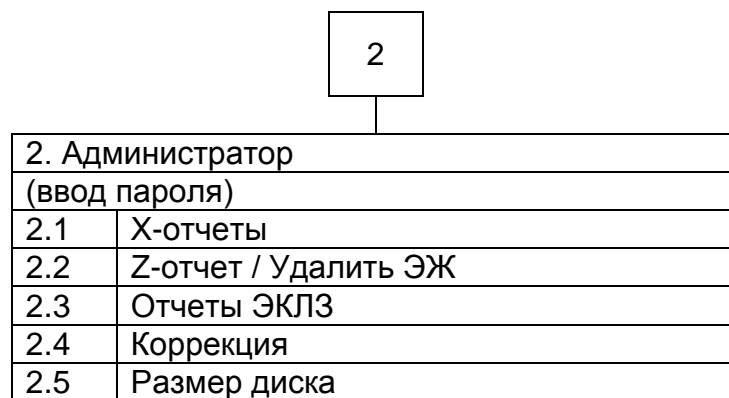 2
2. Администратор
(ввод пароля)
2.1 X-отчеты
2.2 Z-отчет / Удалить ЭЖ
2.3 Отчеты ЭКЛЗ
2.4 Коррекция
2.5 Размер диска